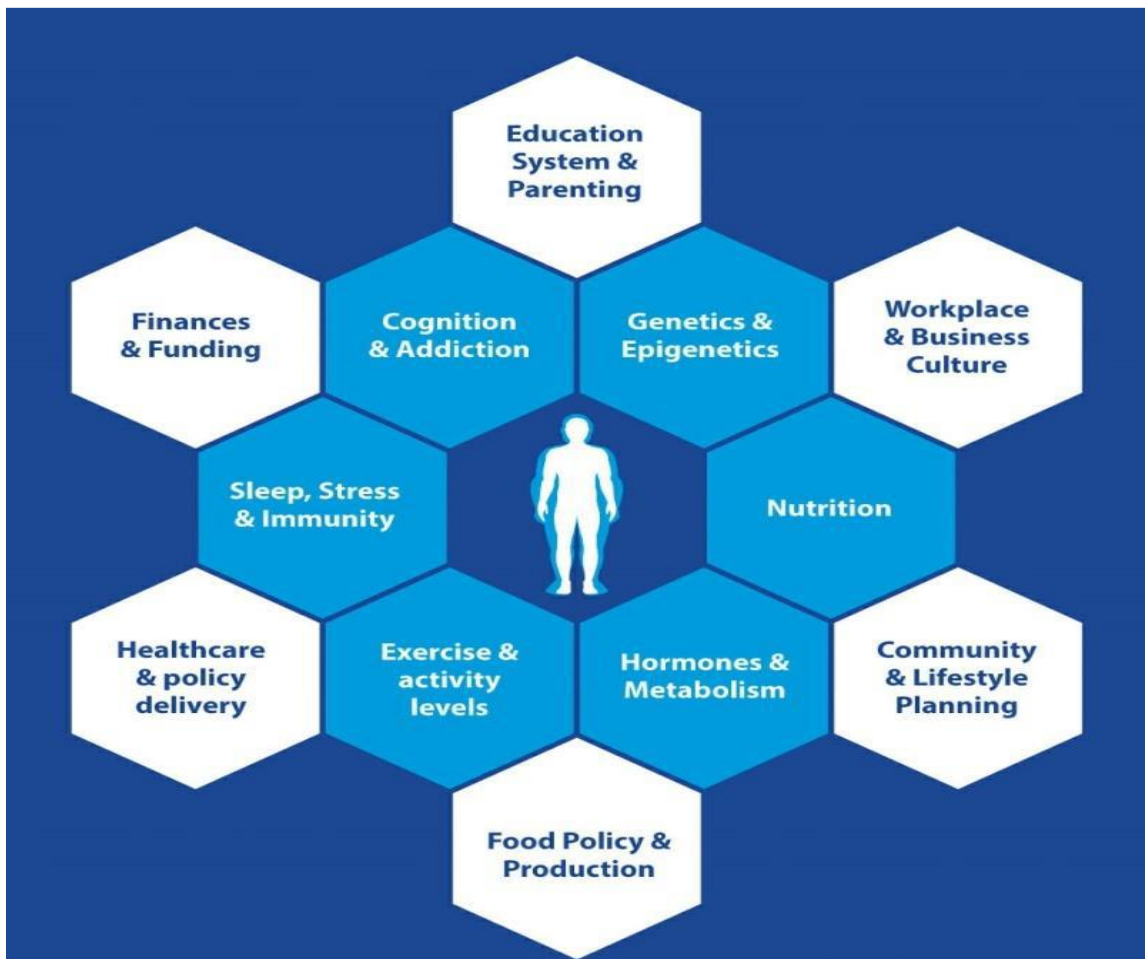 Education
System &
Parenting
Finances
& Funding
Cognition
& Addiction
Genetics &
Epigenetics
Workplace
& Business
Culture
Sleep, Stress
& Immunity
Nutrition
Healthcare
& policy
delivery
Exercise &
activity
levels
Hormones &
Metabolism
Community
& Lifestyle
Planning
Food Policy &
Production